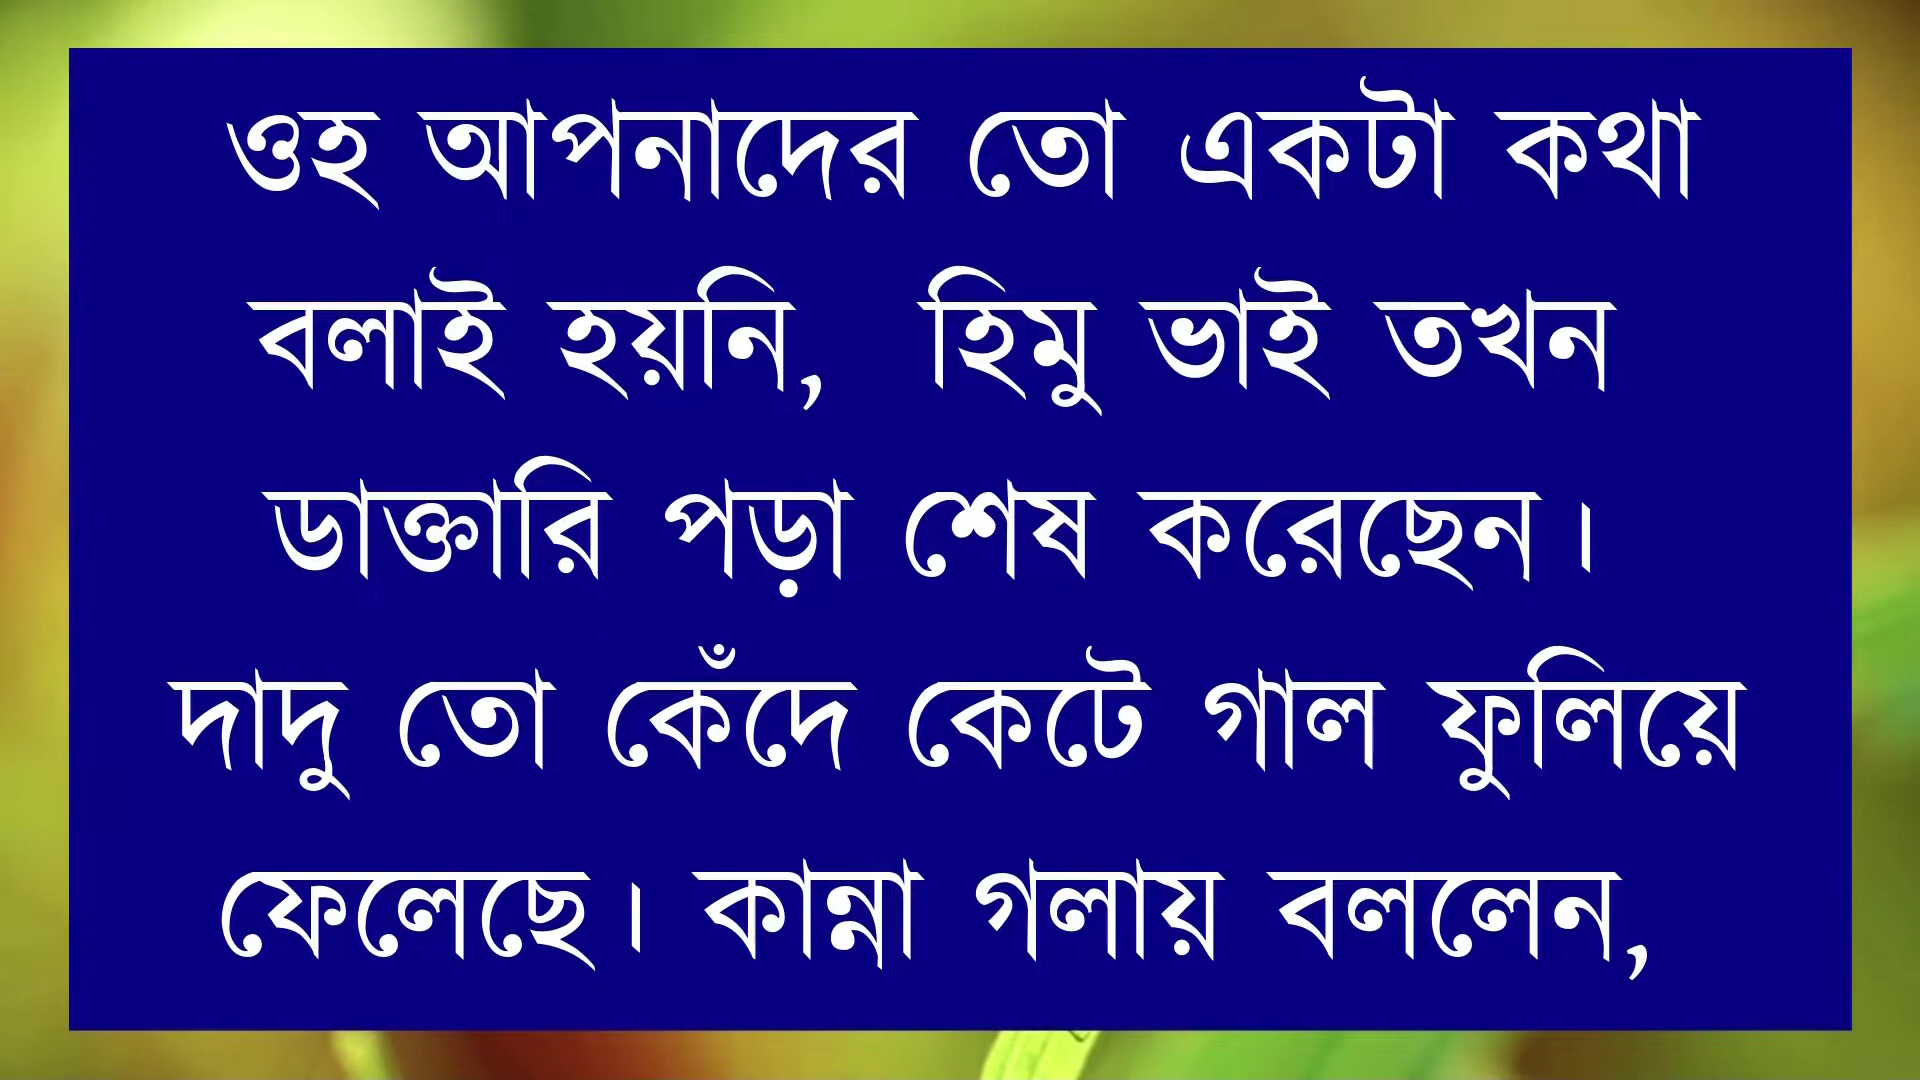 ওহ আপনাদের তো একটা কথা
বলাই হয়নি, হিমু ভাই তখন
ডাক্তারি পড়া শেষ করেছেন।
দাদু তো কেঁদে কেটে গাল ফুলিয়ে
ফেলেছে। কান্না গলায় বললেন,